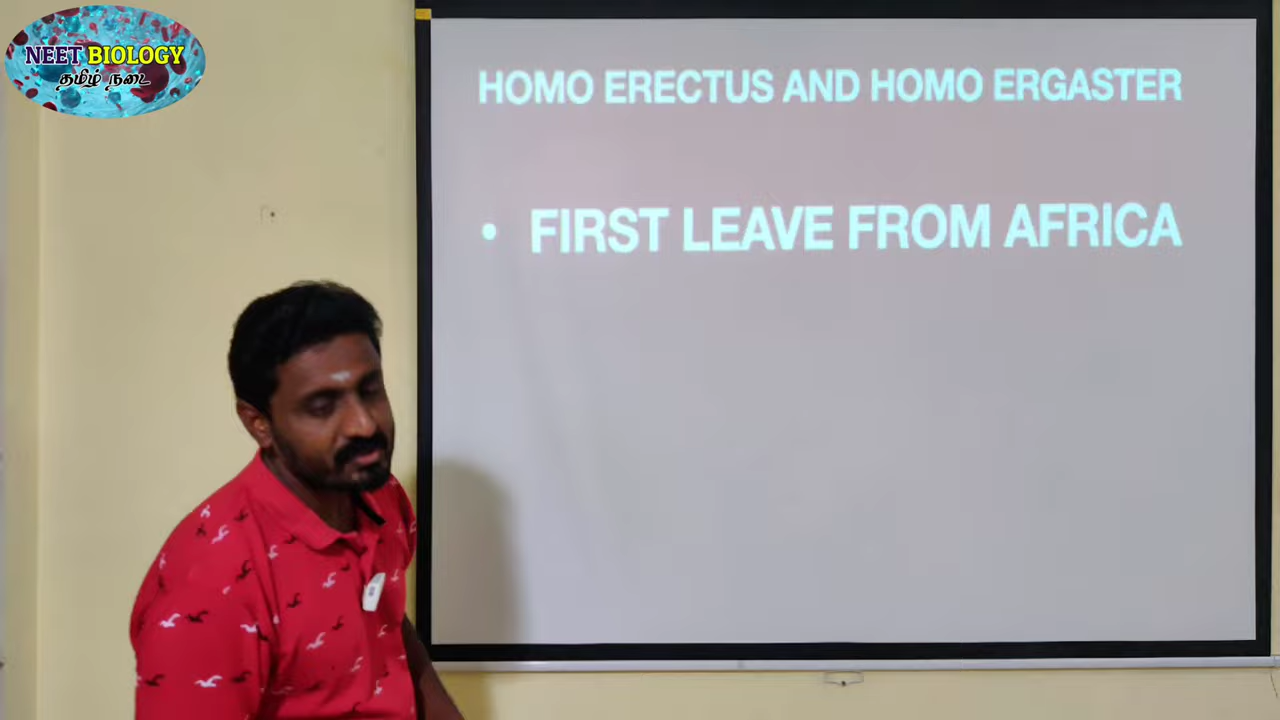 NEET BIOLOGY
தமிழ் நடை
HOMO ERECTUS AND HOMO ERGASTER
• FIRST LEAVE FROM AFRICA